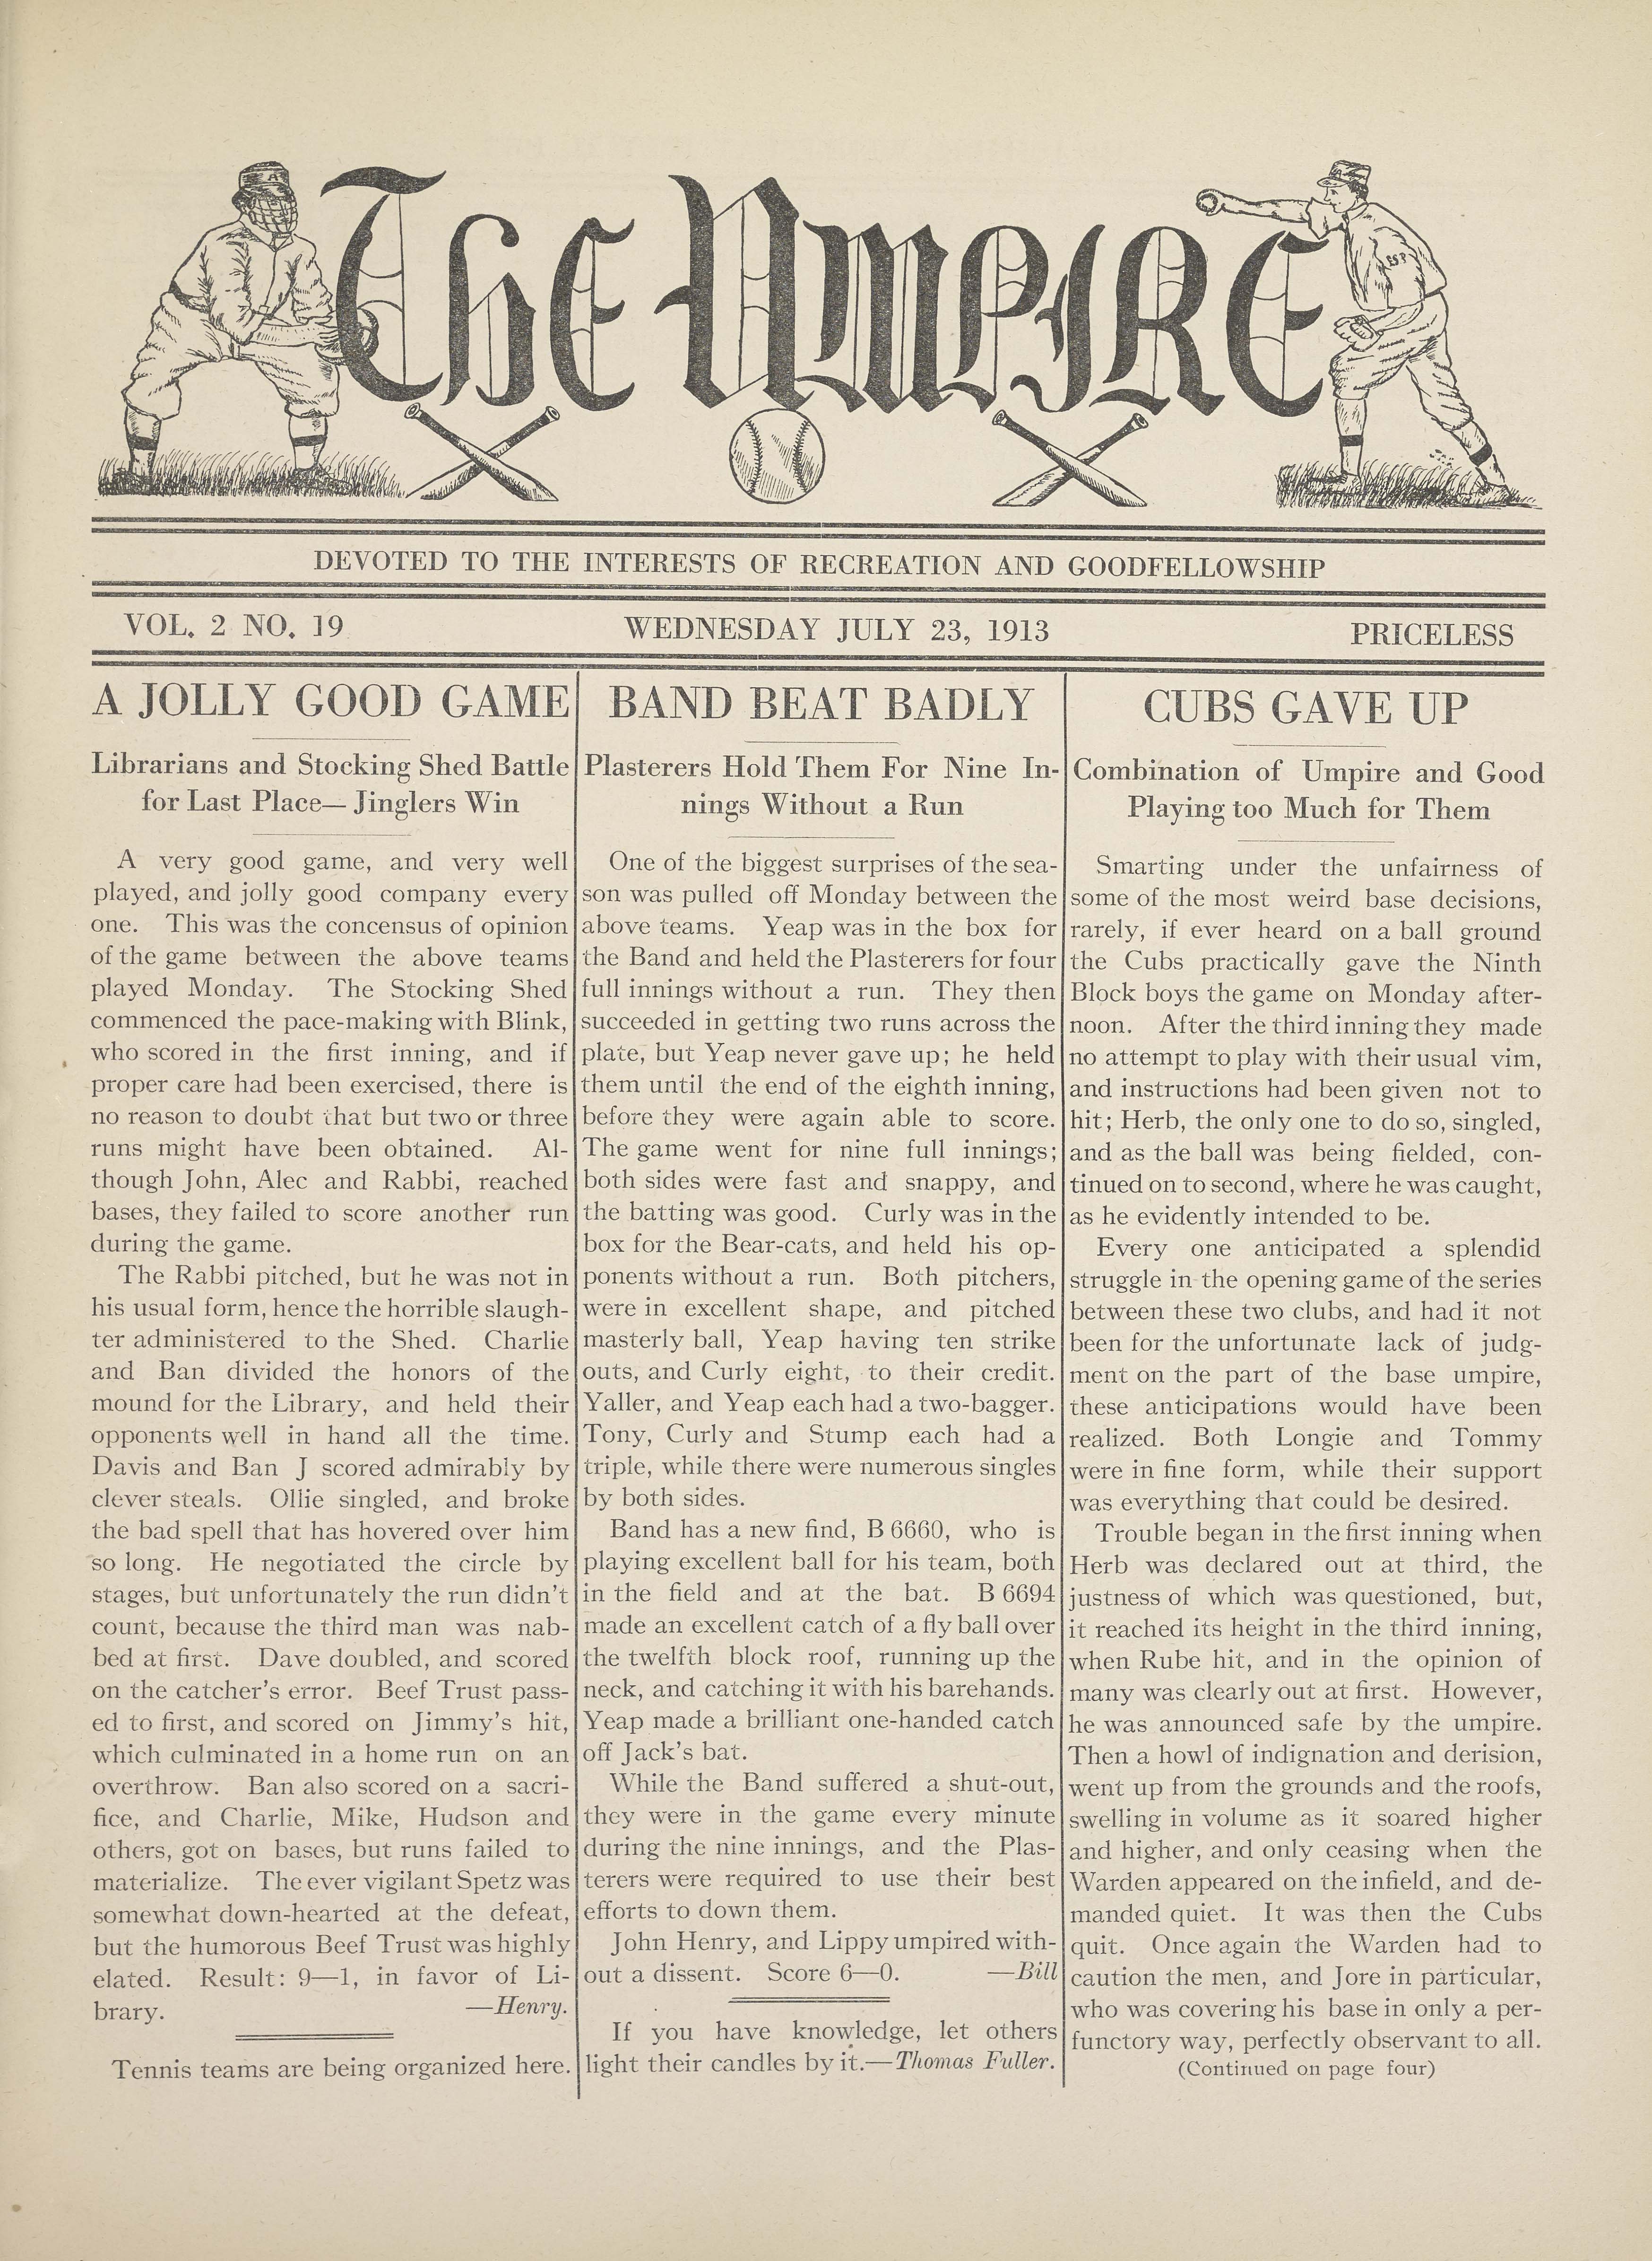 The Umpire
A
ESP
DEVOTED TO THE INTERESTS OF RECREATION AND GOODFELLOWSHIP
VOL. 2 NO. 19 WEDNESDAY JULY 23, 1913 PRICELESS
A JOLLY GOOD GAME
Librarians and Stocking Shed Battle
for Last Place— Jinglers Win
A very good game, and very well
played, and jolly good company every
one. This was the concensus of opinion
of the game between the above teams
played Monday. The Stocking Shed
commenced the pace-making with Blink,
who scored in the first inning, and if
proper care had been exercised, there is
no reason to doubt that but two or three
runs might have been obtained. Al-
though John, Alec and Rabbi, reached
bases, they failed to score another run
during the game.
The Rabbi pitched, but he was not in
his usual form, hence the horrible slaugh-
ter administered to the Shed. Charlie
and Ban divided the honors of the
mound for the Library, and held their
opponents well in hand all the time.
Davis and Ban J scored admirably by
clever steals. Ollie singled, and broke
the bad spell that has hovered over him
so long. He negotiated the circle by
stages, but unfortunately the run didn't
count, because the third man was nab-
bed at first. Dave doubled, and scored
on the catcher's error. Beef Trust pass-
ed to first, and scored on Jimmy's hit,
which culminated in a home run on an
overthrow. Ban also scored on a sacri-
fice, and Charlie, Mike, Hudson and
others, got on bases, but runs failed to
materialize. The ever vigilant Spetz was
somewhat down-hearted at the defeat,
but the humorous Beef Trust was highly
elated. Result: 9—1, in favor of Li-
brary. —Henry.
Tennis teams are being organized here.
BAND BEAT BADLY
Plasterers Hold Them For Nine In-
nings Without a Run
One of the biggest surprises of the sea-
son was pulled off Monday between the
above teams. Yeap was in the box for
the Band and held the Plasterers for four
full innings without a run. They then
succeeded in getting two runs across the
plate, but Yeap never gave up; he held
them until the end of the eighth inning,
before they were again able to score.
The game went for nine full innings;
both sides were fast and snappy, and
the batting was good. Curly was in the
box for the Bear-cats, and held his op-
ponents without a run. Both pitchers,
were in excellent shape, and pitched
masterly ball, Yeap having ten strike
outs, and Curly eight, to their credit.
Yaller, and Yeap each had a two-bagger.
Tony, Curly and Stump each had a
triple, while there were numerous singles
by both sides.
Band has a new find, B 6660, who is
playing excellent ball for his team, both
in the field and at the bat. B 6694
made an excellent catch of a fly ball over
the twelfth block roof, running up the
neck, and catching it with his barehands.
Yeap made a brilliant one-handed catch
off Jack's bat.
While the Band suffered a shut-out,
they were in the game every minute
during the nine innings, and the Plas-
terers were required to use their best
efforts to down them.
John Henry, and Lippy umpired with-
out a dissent. Score 6—0. —Bill
If you have knowledge, let others
light their candles by it.—Thomas Fuller.
CUBS GAVE UP
Combination of Umpire and Good
Playing too Much for Them
Smarting under the unfairness of
some of the most weird base decisions,
rarely, if ever heard on a ball ground
the Cubs practically gave the Ninth
Block boys the game on Monday after-
noon. After the third inning they made
no attempt to play with their usual vim,
and instructions had been given not to
hit; Herb, the only one to do so, singled,
and as the ball was being fielded, con-
tinued on to second, where he was caught,
as he evidently intended to be.
Every one anticipated a splendid
struggle in the opening game of the series
between these two clubs, and had it not
been for the unfortunate lack of judg-
ment on the part of the base umpire,
these anticipations would have been
realized. Both Longie and Tommy
were in fine form, while their support
was everything that could be desired.
Trouble began in the first inning when
Herb was declared out at third, the
justness of which was questioned, but,
it reached its height in the third inning,
when Rube hit, and in the opinion of
many was clearly out at first. However,
he was announced safe by the umpire.
Then a howl of indignation and derision,
went up from the grounds and the roofs,
swelling in volume as it soared higher
and higher, and only ceasing when the
Warden appeared on the infield, and de-
manded quiet. It was then the Cubs
quit. Once again the Warden had to
caution the men, and Jore in particular,
who was covering his base in only a per-
functory way, perfectly observant to all.
(Continued on page four)